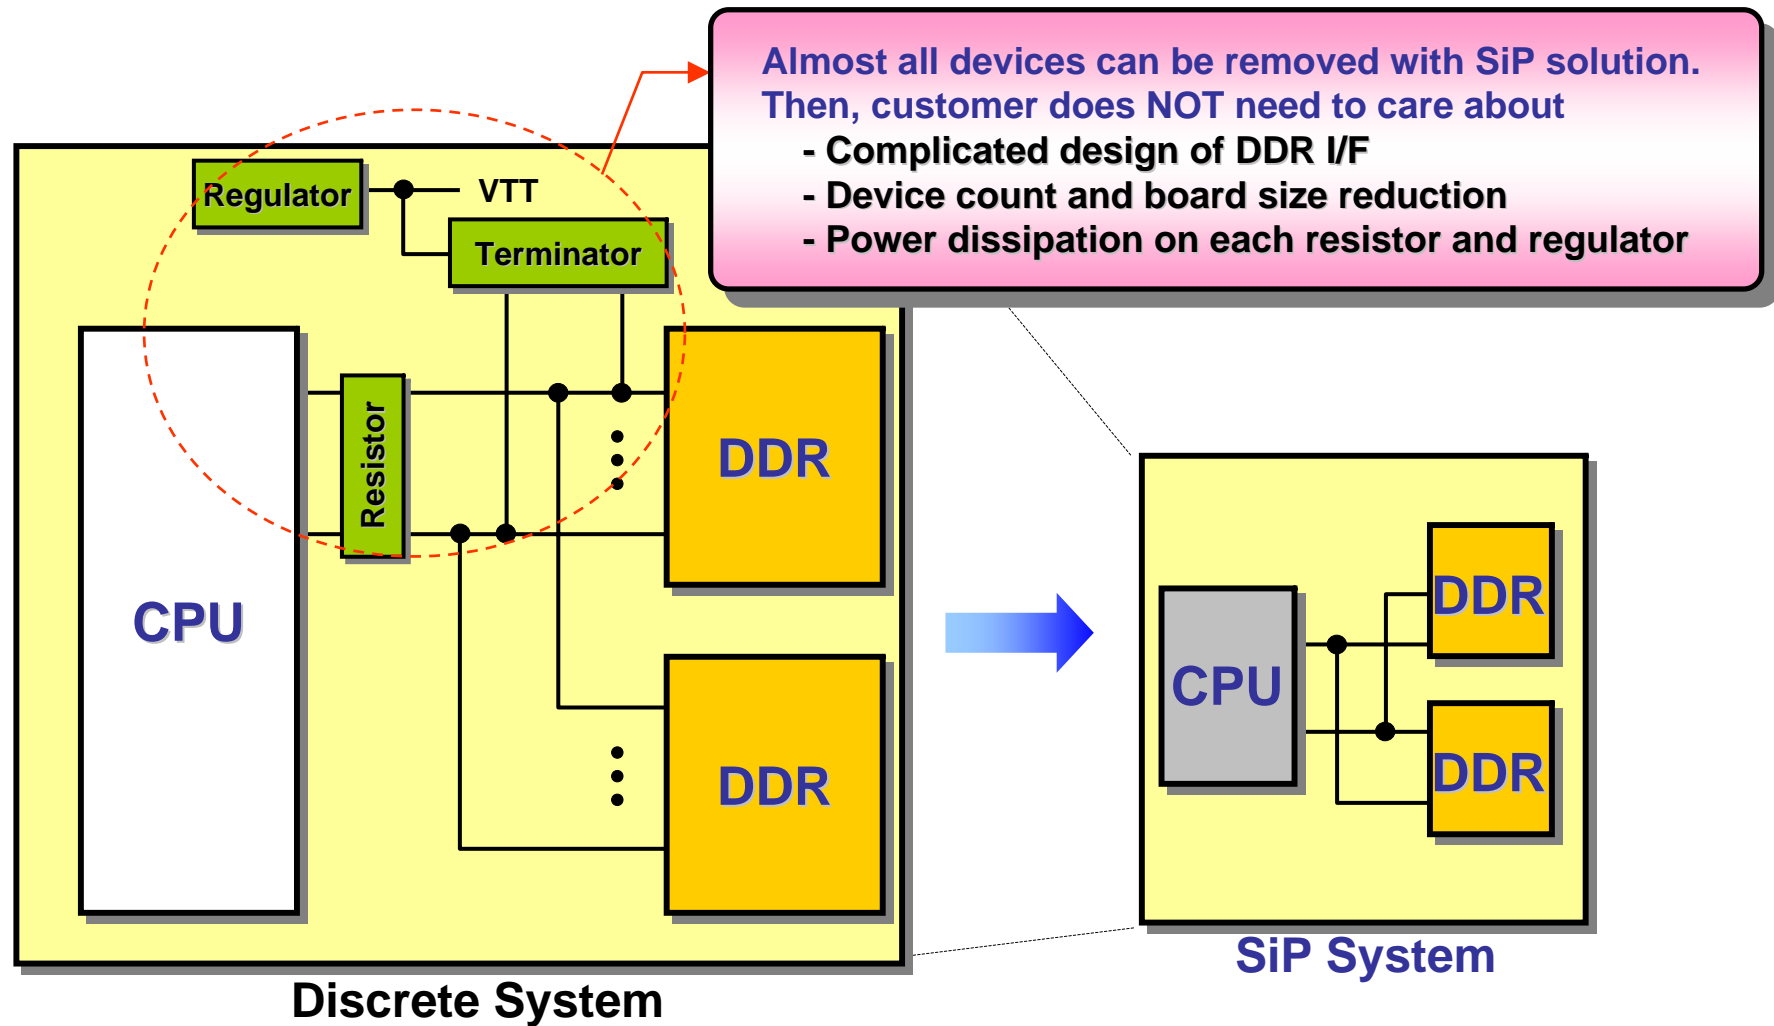 Almost all devices can be removed with SiP solution.
Then, customer does NOT need to care about
- Complicated design of DDR I/F
- Device count and board size reduction
- Power dissipation on each resistor and regulator
Regulator
VTT
Terminator
Resistor
CPU
DDR
DDR
Discrete System
CPU
DDR
DDR
SiP System